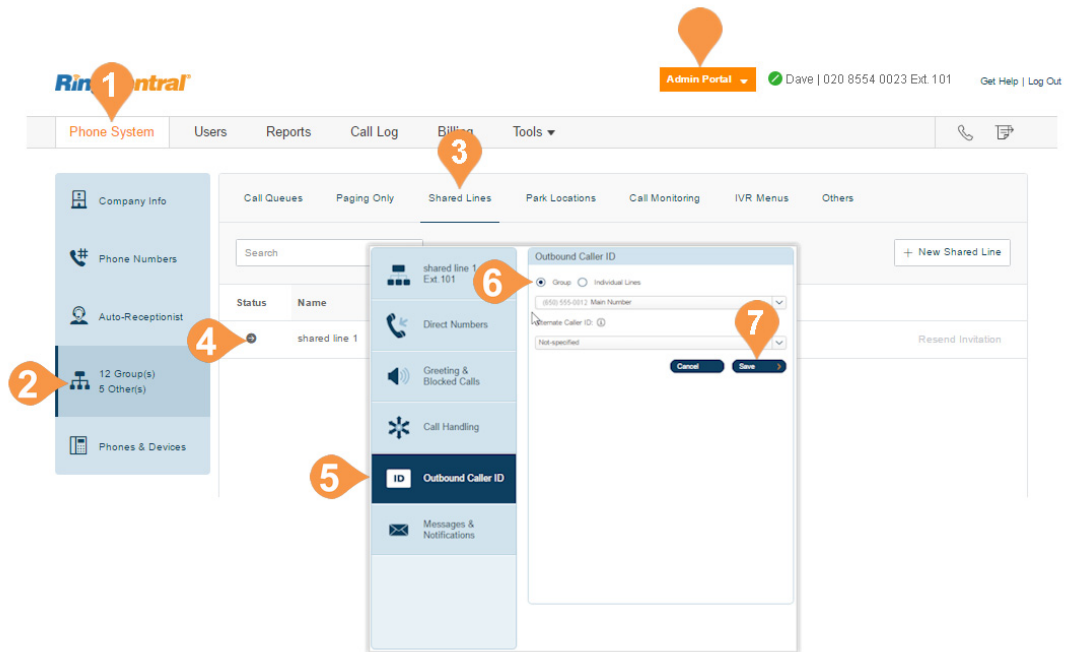 1
RingCentral
Admin Portal
Dave | 020 8554 0023 Ext. 101
Get Help | Log Out
Phone System
Users
Reports
Call Log
Billing
Tools
3
Company Info
Phone Numbers
Auto-Receptionist
2
12 Group(s)
5 Other(s)
Phones & Devices
Call Queues
Paging Only
Shared Lines
Park Locations
Call Monitoring
IVR Menus
Others
Search
+ New Shared Line
Status
Name
4
shared line 1
Resend Invitation
shared line 1
Ext.101
Direct Numbers
Greeting &
Blocked Calls
Call Handling
5
ID
Outbound Caller ID
Messages &
Notifications
Outbound Caller ID
6
Group
Individual Lines
(650) 555-0012 Main Number
Alternate Caller ID:
7
Not-specified
Cancel
Save